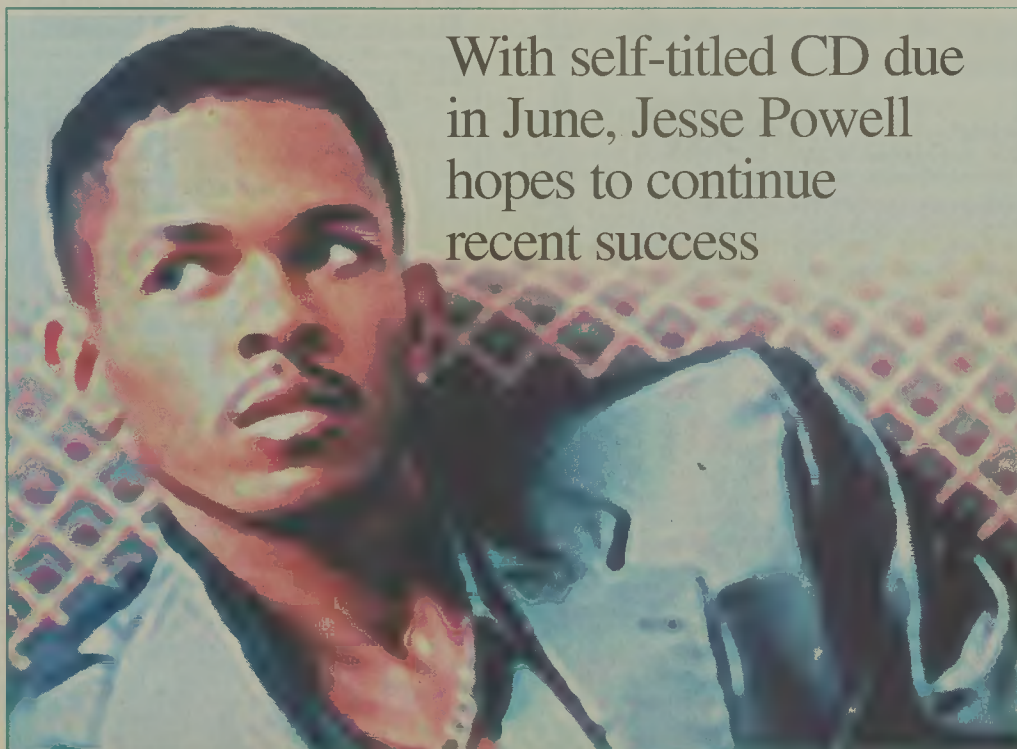 With self-titled CD due
in June, Jesse Powell
hopes to continue
recent success